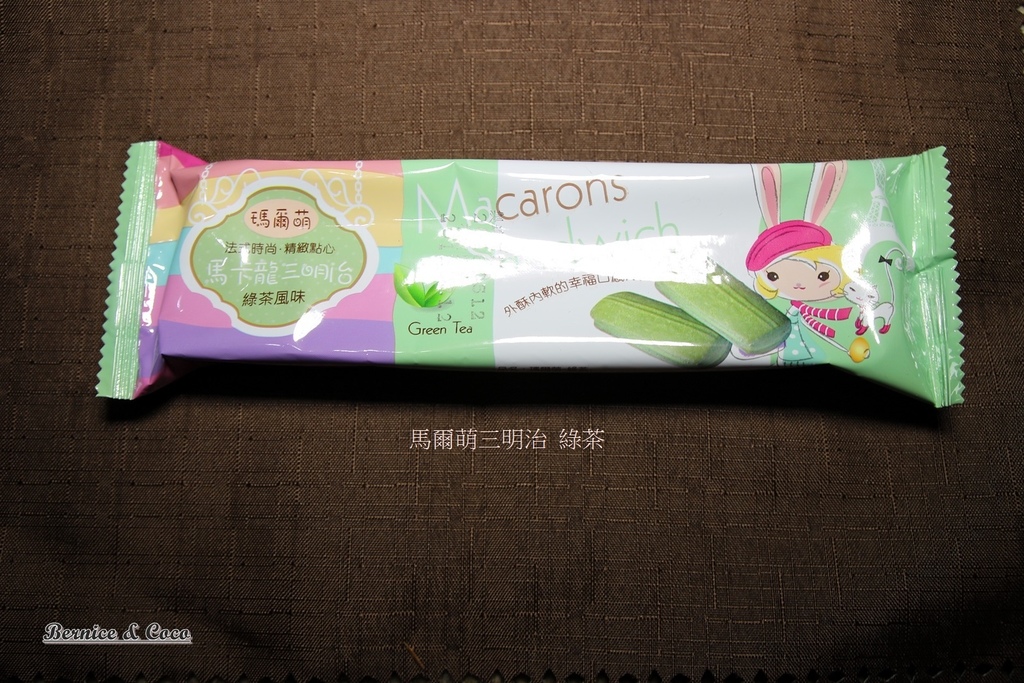 瑪爾萌
法式時尚·精緻點心
馬卡龍三明治
綠茶風味
Green Tea
Macarons
外酥內軟的幸福口
馬爾萌三明治 綠茶
Bernice & Coco